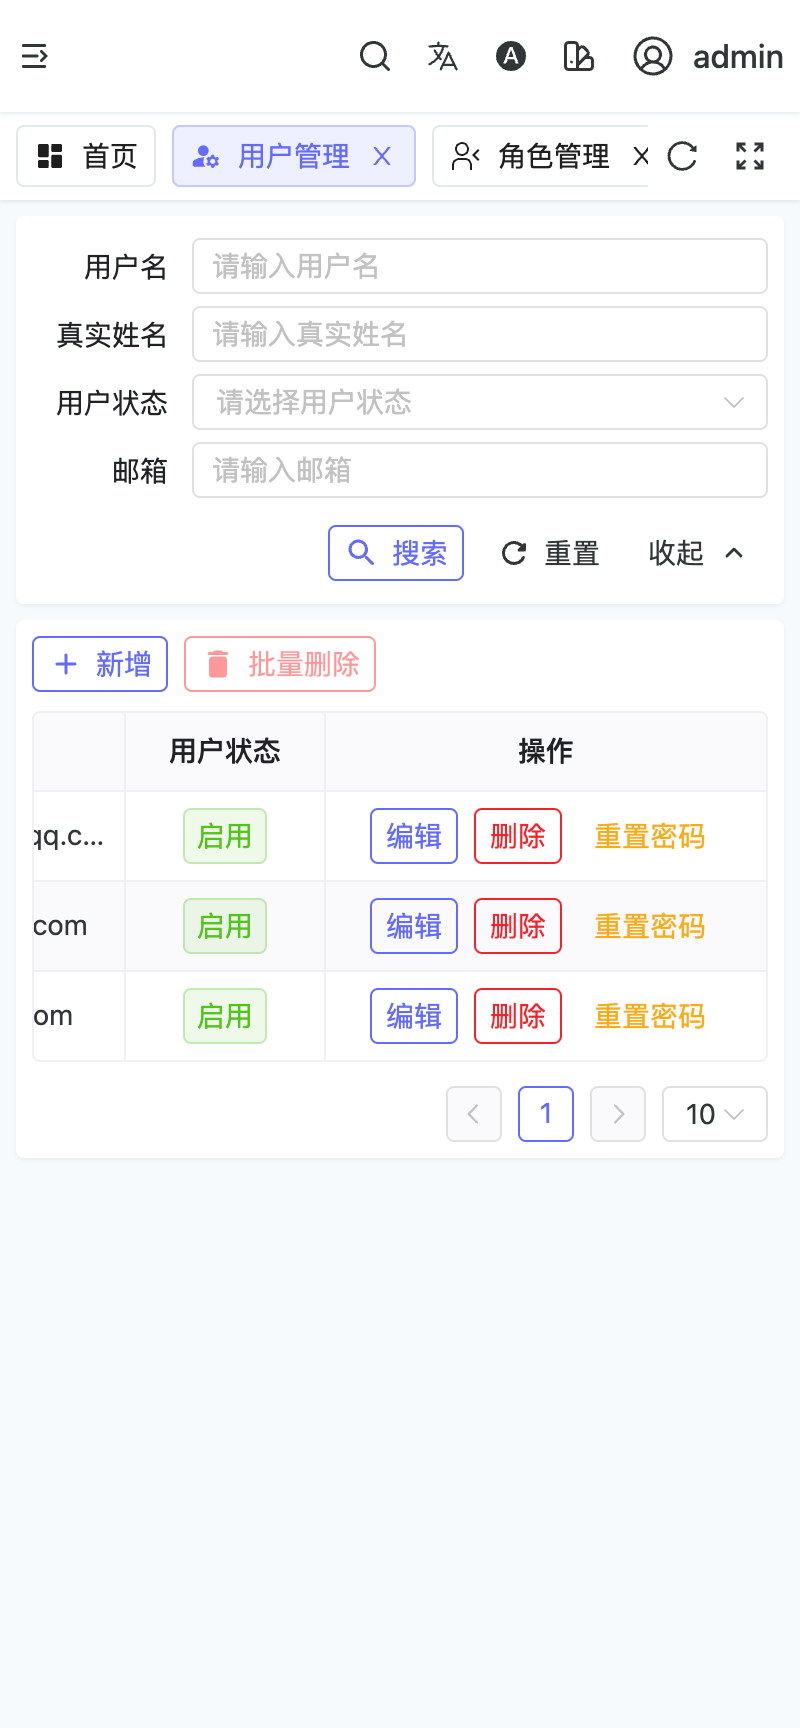 admin
首页 用户管理 X 角色管理 X
用户名 请输入用户名
真实姓名 请输入真实姓名
用户状态 请选择用户状态
邮箱 请输入邮箱
搜索 重置 收起
新增 批量删除
用户状态 操作
qq.c... 启用 编辑 删除 重置密码
com 启用 编辑 删除 重置密码
om 启用 编辑 删除 重置密码
1 10